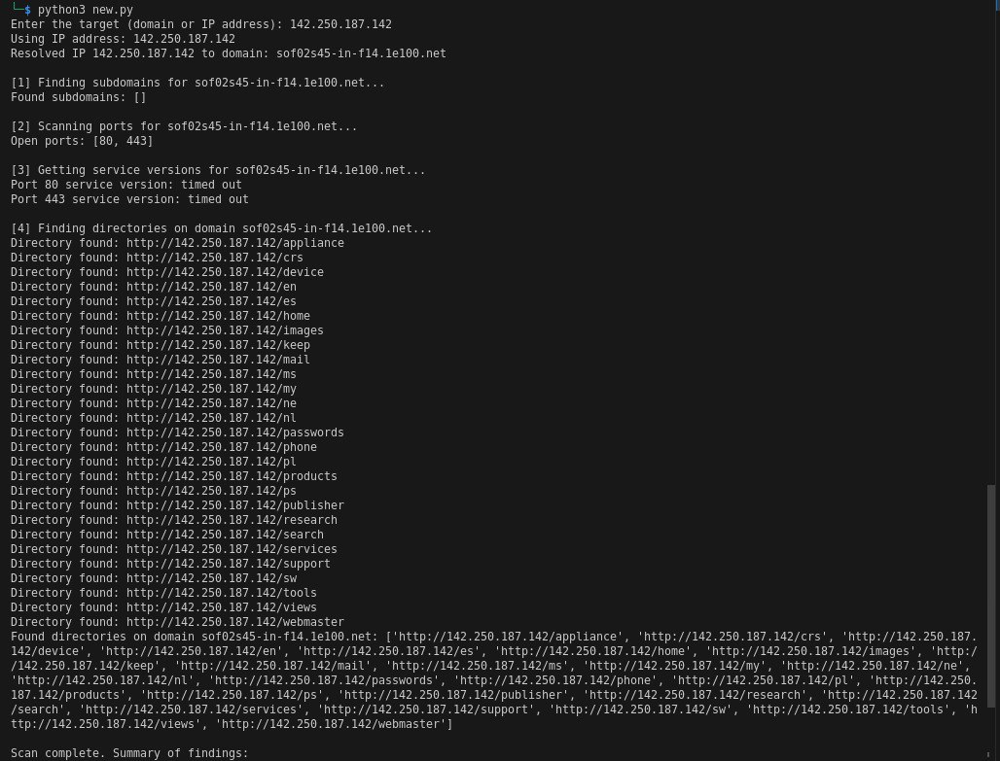 └─$ python3 new.py
Enter the target (domain or IP address): 142.250.187.142
Using IP address: 142.250.187.142
Resolved IP 142.250.187.142 to domain: sof02s45-in-f14.1e100.net
[1] Finding subdomains for sof02s45-in-f14.1e100.net...
Found subdomains: []
[2] Scanning ports for sof02s45-in-f14.1e100.net...
Open ports: [80, 443]
[3] Getting service versions for sof02s45-in-f14.1e100.net...
Port 80 service version: timed out
Port 443 service version: timed out
[4] Finding directories on domain sof02s45-in-f14.1e100.net...
Directory found: http://142.250.187.142/appliance
Directory found: http://142.250.187.142/crs
Directory found: http://142.250.187.142/device
Directory found: http://142.250.187.142/en
Directory found: http://142.250.187.142/es
Directory found: http://142.250.187.142/home
Directory found: http://142.250.187.142/images
Directory found: http://142.250.187.142/keep
Directory found: http://142.250.187.142/mail
Directory found: http://142.250.187.142/ms
Directory found: http://142.250.187.142/my
Directory found: http://142.250.187.142/ne
Directory found: http://142.250.187.142/nl
Directory found: http://142.250.187.142/passwords
Directory found: http://142.250.187.142/phone
Directory found: http://142.250.187.142/pl
Directory found: http://142.250.187.142/products
Directory found: http://142.250.187.142/ps
Directory found: http://142.250.187.142/publisher
Directory found: http://142.250.187.142/research
Directory found: http://142.250.187.142/search
Directory found: http://142.250.187.142/services
Directory found: http://142.250.187.142/support
Directory found: http://142.250.187.142/sw
Directory found: http://142.250.187.142/tools
Directory found: http://142.250.187.142/views
Directory found: http://142.250.187.142/webmaster
Found directories on domain sof02s45-in-f14.1e100.net: ['http://142.250.187.142/appliance', 'http://142.250.187.142/crs', 'http://142.250.187.
142/device', 'http://142.250.187.142/en', 'http://142.250.187.142/es', 'http://142.250.187.142/home', 'http://142.250.187.142/images', 'http:/
/142.250.187.142/keep', 'http://142.250.187.142/mail', 'http://142.250.187.142/ms', 'http://142.250.187.142/my', 'http://142.250.187.142/ne',
'http://142.250.187.142/nl', 'http://142.250.187.142/passwords', 'http://142.250.187.142/phone', 'http://142.250.187.142/pl', 'http://142.250.
187.142/products', 'http://142.250.187.142/ps', 'http://142.250.187.142/publisher', 'http://142.250.187.142/research', 'http://142.250.187.142
/search', 'http://142.250.187.142/services', 'http://142.250.187.142/support', 'http://142.250.187.142/sw', 'http://142.250.187.142/tools', 'h
ttp://142.250.187.142/views', 'http://142.250.187.142/webmaster']
Scan complete. Summary of findings: